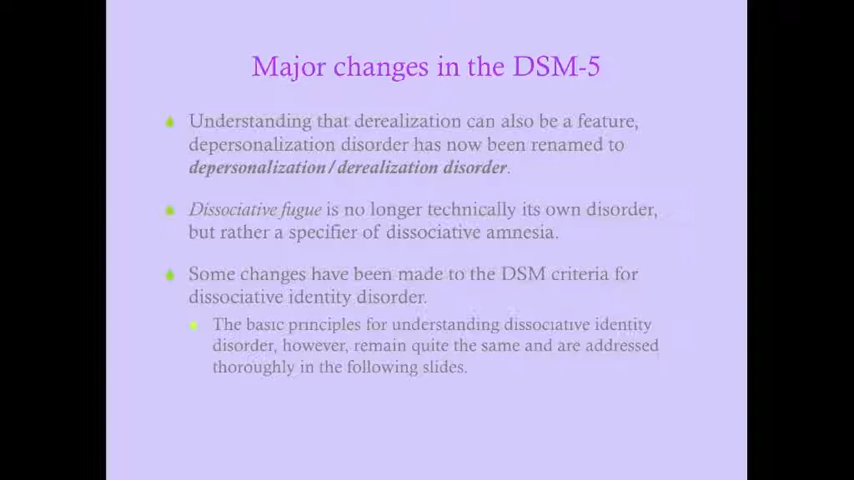 Major changes in the DSM-5
Understanding that derealization can also be a feature,
depersonalization disorder has now been renamed to
depersonalization/derealization disorder.
Dissociative fugue is no longer technically its own disorder,
but rather a specifier of dissociative amnesia.
Some changes have been made to the DSM criteria for
dissociative identity disorder.
The basic principles for understanding dissociative identity
disorder, however, remain quite the same and are addressed
thoroughly in the following slides.